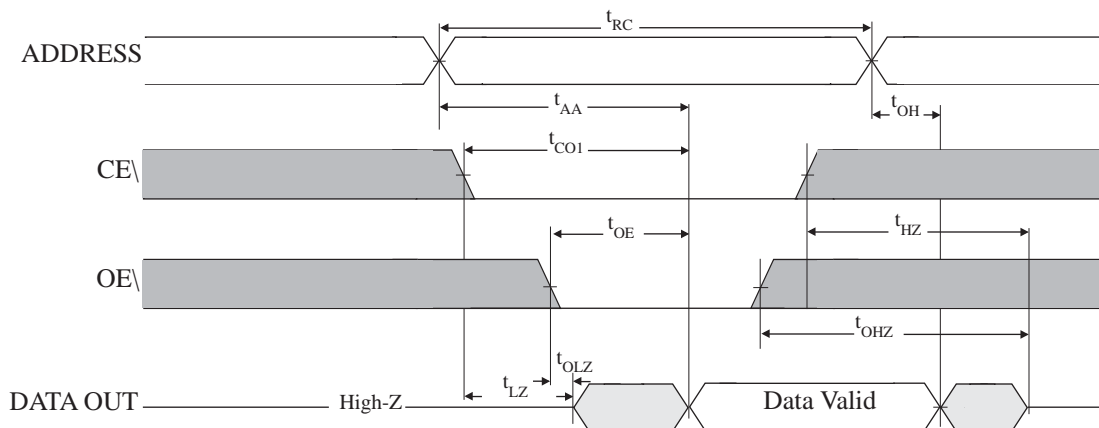 t_RC
ADDRESS
t_AA
t_OH
t_CO1
CE\
t_OE
t_HZ
OE\
t_OHZ
t_OLZ
t_LZ
DATA OUT High-Z Data Valid